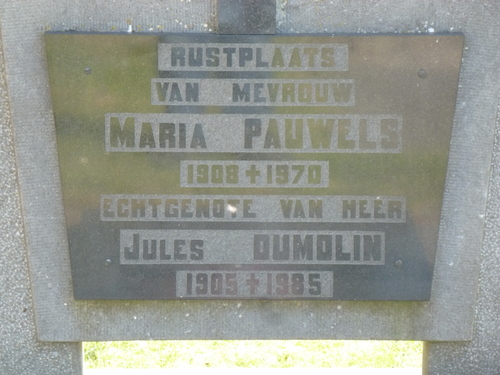 RUSTPLAATS
VAN MEVROUW
MARIA PAUWELS
1908 + 1970
ECHTGENOTE VAN HEER
JULES DUMOLIN
1905 + 1985